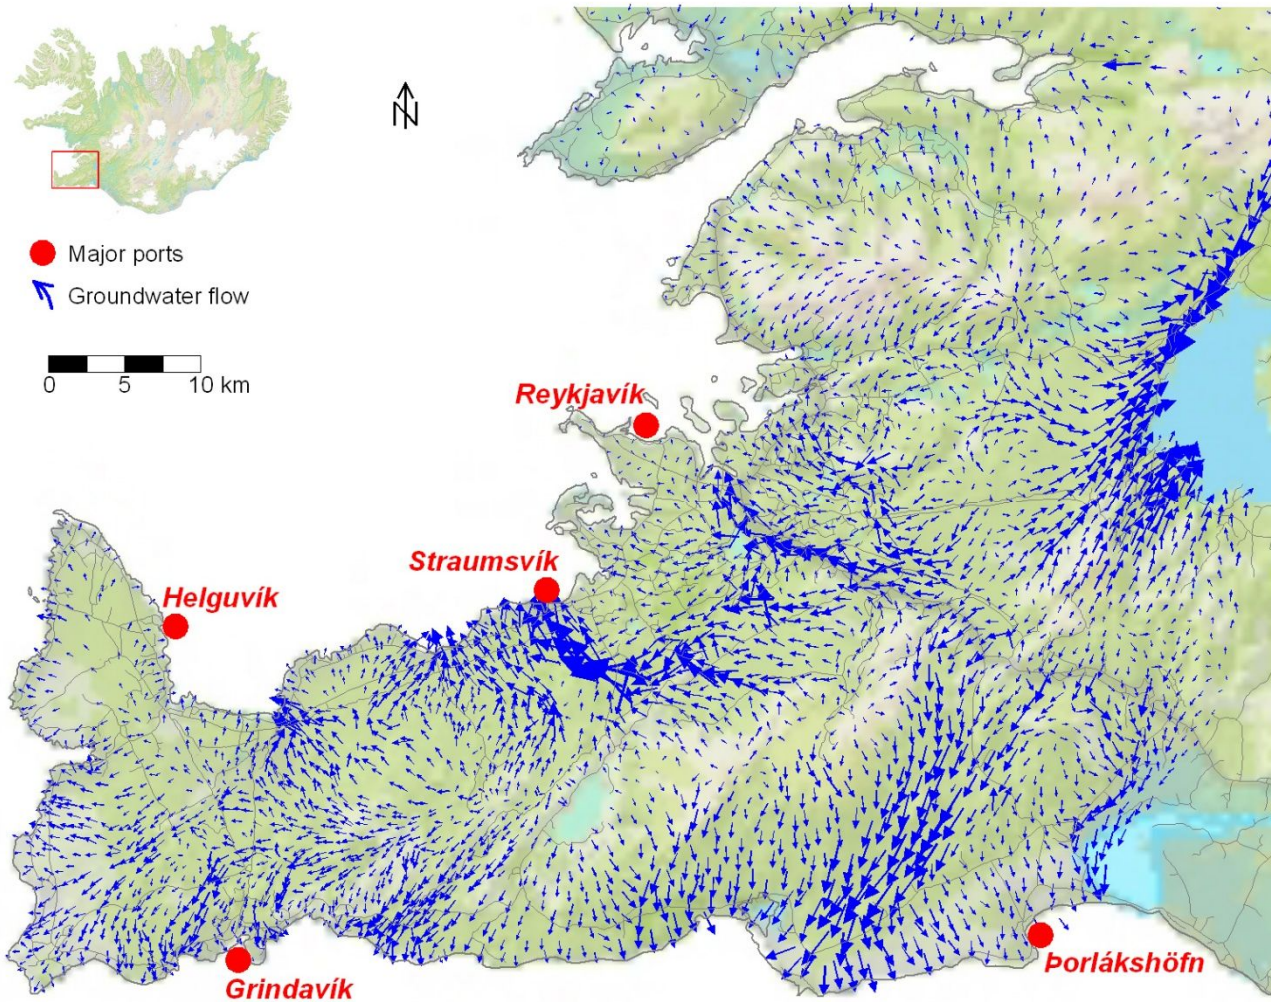 N
Major ports
Groundwater flow
0 5 10 km
Reykjavík
Straumsvík
Helguvík
Grindavík
Þorlákshöfn